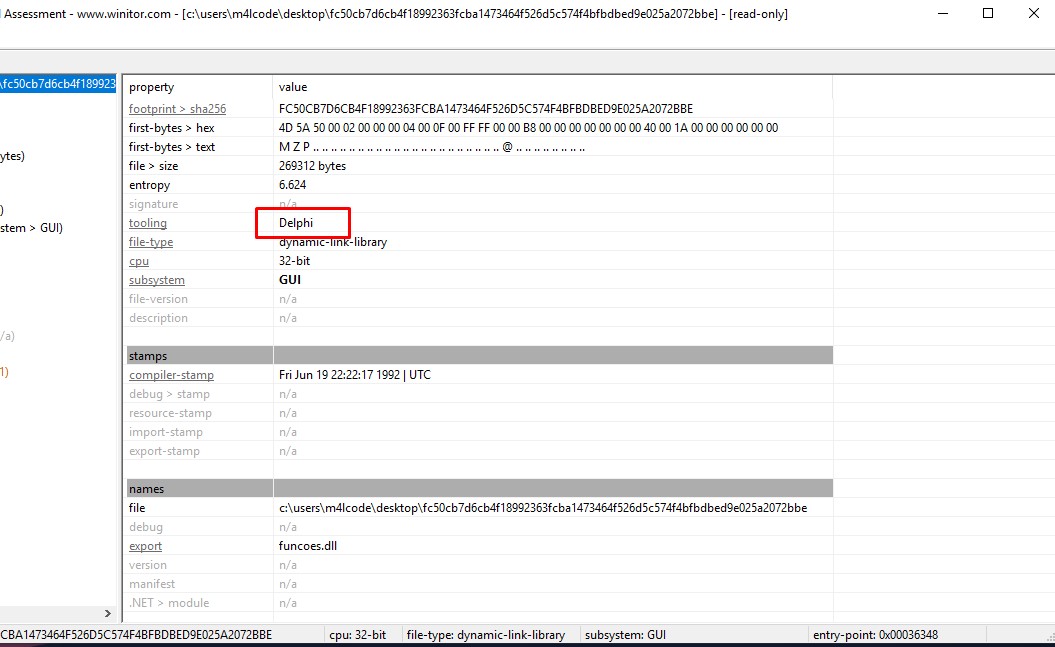 Assessment - www.winitor.com - [c:\users\m4lcode\desktop\fc50cb7d6cb4f18992363fcba1473464f526d5c574f4bfbdbed9e025a2072bbe] - [read-only]
\fc50cb7d6cb4f189923
ytes)
)
stem > GUI)
/a)
1)
property value
footprint > sha256 FC50CB7D6CB4F18992363FCBA1473464F526D5C574F4BFBDBED9E025A2072BBE
first-bytes > hex 4D 5A 50 00 02 00 00 00 04 00 0F 00 FF FF 00 00 B8 00 00 00 00 00 00 00 40 00 1A 00 00 00 00 00 00
first-bytes > text M Z P .. .. .. .. .. .. .. .. .. .. .. .. .. .. .. .. .. .. .. .. .. @ .. .. .. .. .. .. .. ..
file > size 269312 bytes
entropy 6.624
signature n/a
tooling Delphi
file-type dynamic-link-library
cpu 32-bit
subsystem GUI
file-version n/a
description n/a
stamps
compiler-stamp Fri Jun 19 22:22:17 1992 | UTC
debug > stamp n/a
resource-stamp n/a
import-stamp n/a
export-stamp n/a
names
file c:\users\m4lcode\desktop\fc50cb7d6cb4f18992363fcba1473464f526d5c574f4bfbdbed9e025a2072bbe
debug n/a
export funcoes.dll
version n/a
manifest n/a
.NET > module n/a
CBA1473464F526D5C574F4BFBDBED9E025A2072BBE cpu: 32-bit file-type: dynamic-link-library subsystem: GUI entry-point: 0x00036348